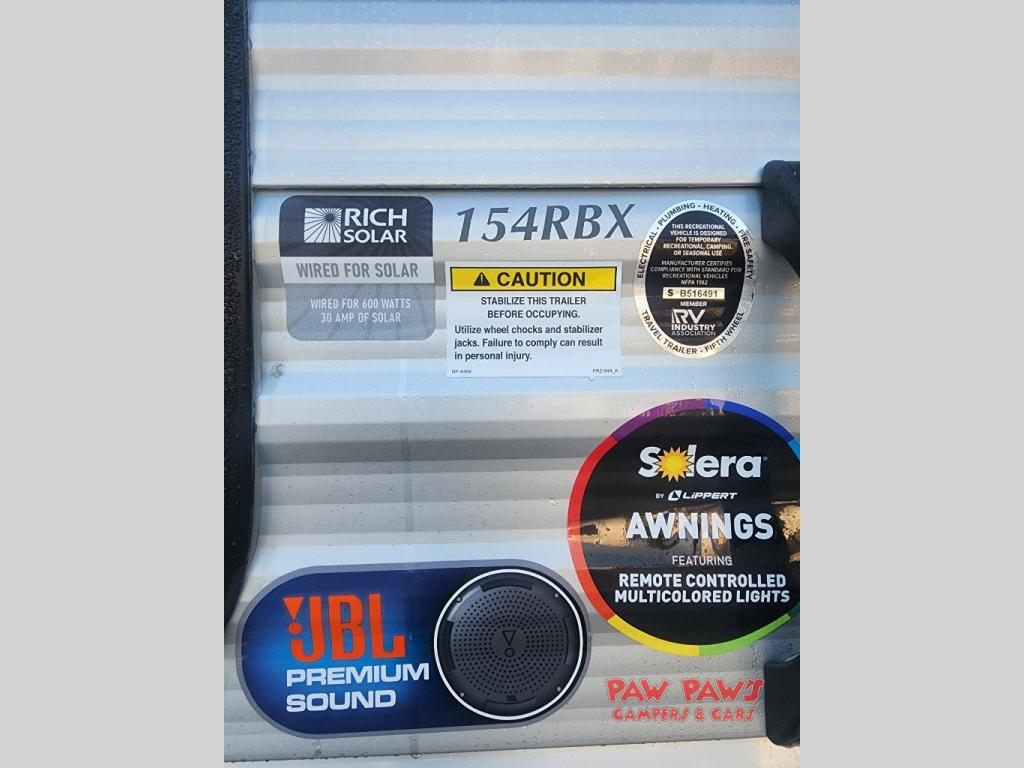 RICH
SOLAR
WIRED FOR SOLAR
WIRED FOR 600 WATTS
30 AMP OF SOLAR
154RBX
CAUTION
STABILIZE THIS TRAILER
BEFORE OCCUPYING.
Utilize wheel chocks and stabilizer
jacks. Failure to comply can result
in personal injury.
FRZ-044_A
ELECTRICAL - PLUMBING - HEATING - FIRE SAFETY
THIS RECREATIONAL
VEHICLE IS DESIGNED
FOR TEMPORARY
RECREATIONAL, CAMPING,
OR SEASONAL USE
MANUFACTURER CERTIFIES
COMPLIANCE WITH STANDARD FOR
RECREATIONAL VEHICLES
NFPA 1192
S B516491
MEMBER
RV
INDUSTRY
ASSOCIATION
TRAVEL TRAILER - FIFTH WHEEL
Solera
BY LIPPERT
AWNINGS
FEATURING
REMOTE CONTROLLED
MULTICOLORED LIGHTS
JBL
PREMIUM
SOUND
JBL
PAW PAW'S
CAMPERS & CARS